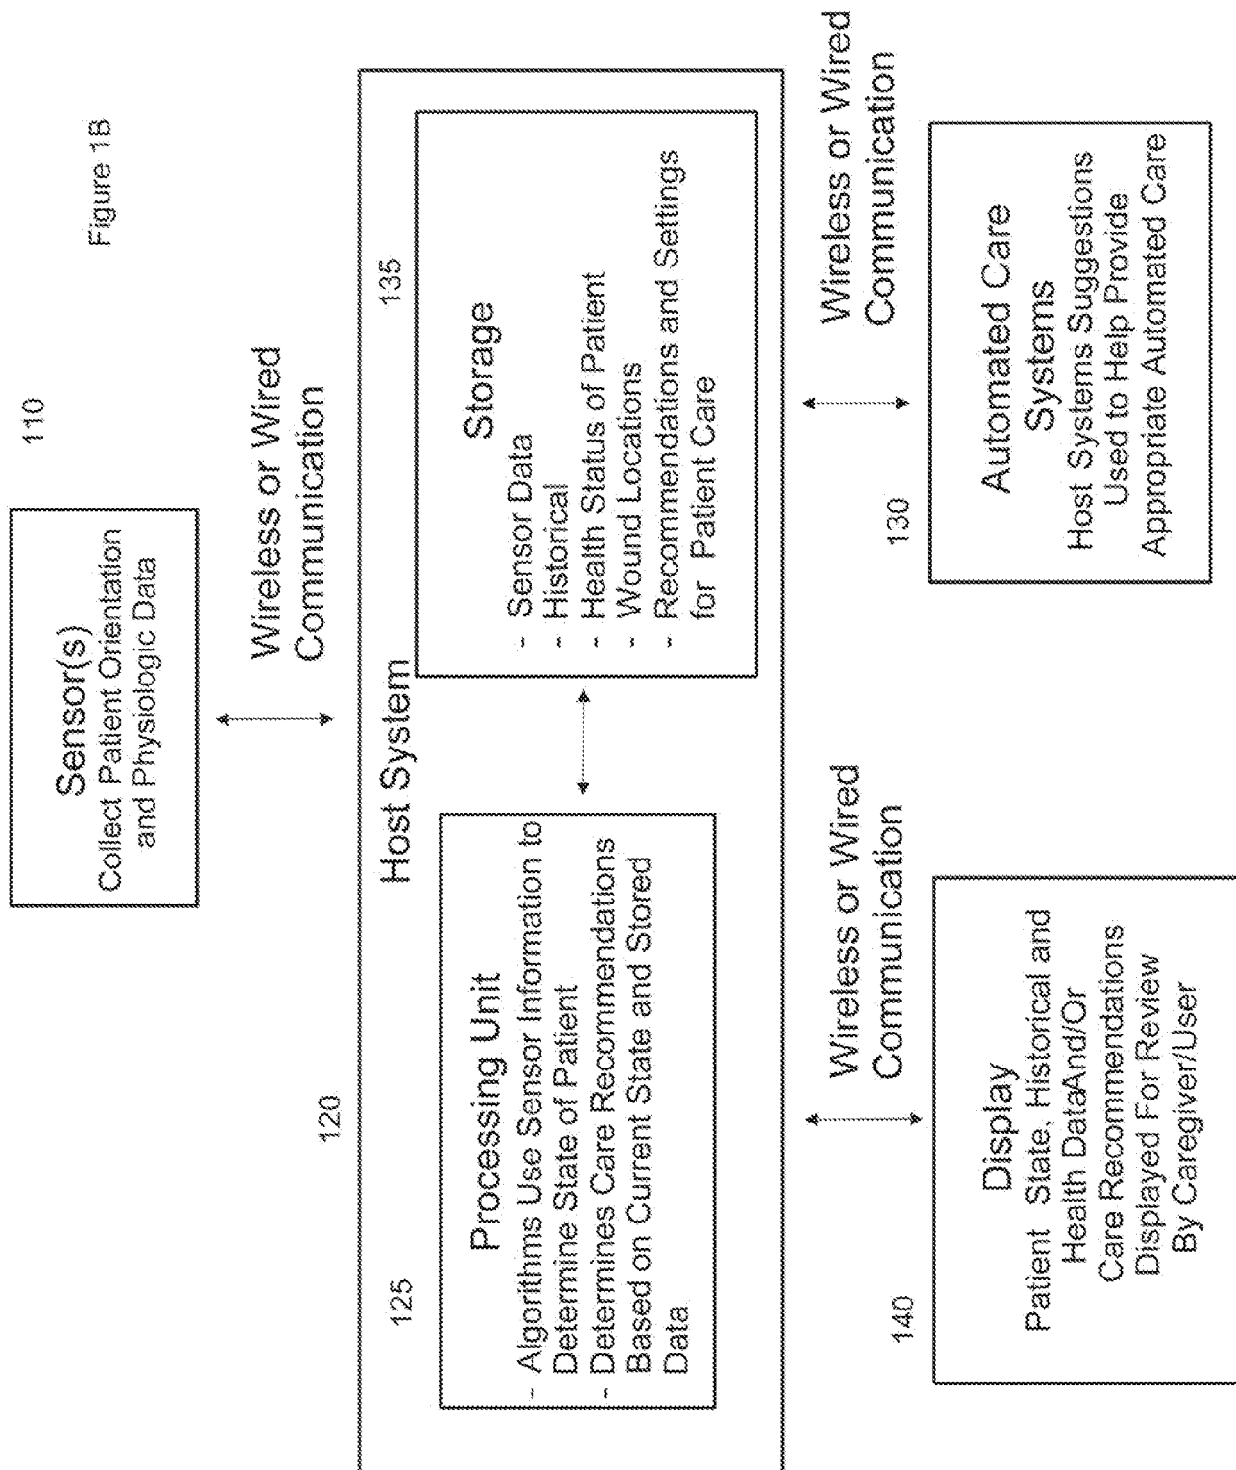 Figure 1B
110
Sensor(s)
Collect Patient Orientation
and Physiologic Data
Wireless or Wired
Communication
120
Host System
125
Processing Unit
- Algorithms Use Sensor Information to
Determine State of Patient
- Determines Care Recommendations
Based on Current State and Stored
Data
135
Storage
- Sensor Data
- Historical
- Health Status of Patient
- Wound Locations
- Recommendations and Settings
for Patient Care
Wireless or Wired
Communication
Wireless or Wired
Communication
140
Display
Patient State, Historical and
Health DataAnd/Or
Care Recommendations
Displayed For Review
By Caregiver/User
130
Automated Care
Systems
Host Systems Suggestions
Used to Help Provide
Appropriate Automated Care